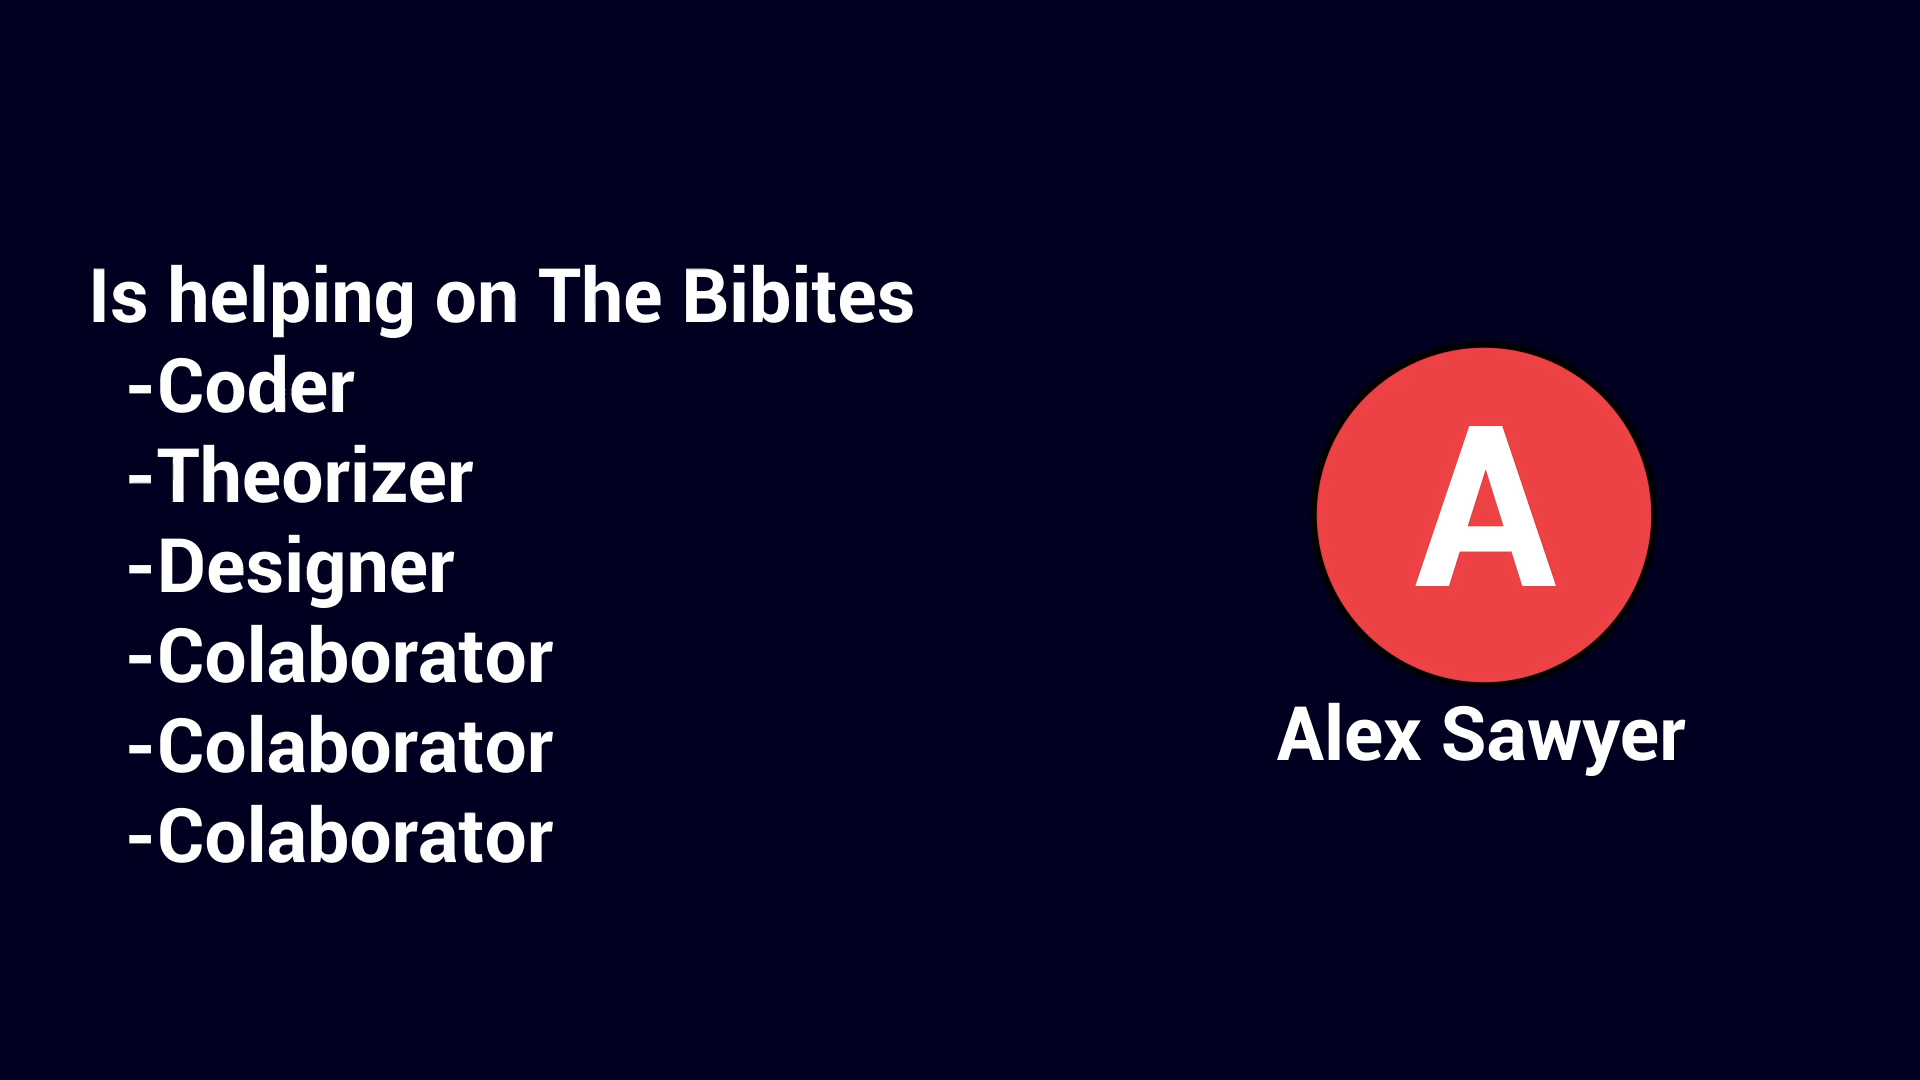 Is helping on The Bibites
-Coder
-Theorizer
-Designer
-Colaborator
-Colaborator
-Colaborator
A
Alex Sawyer